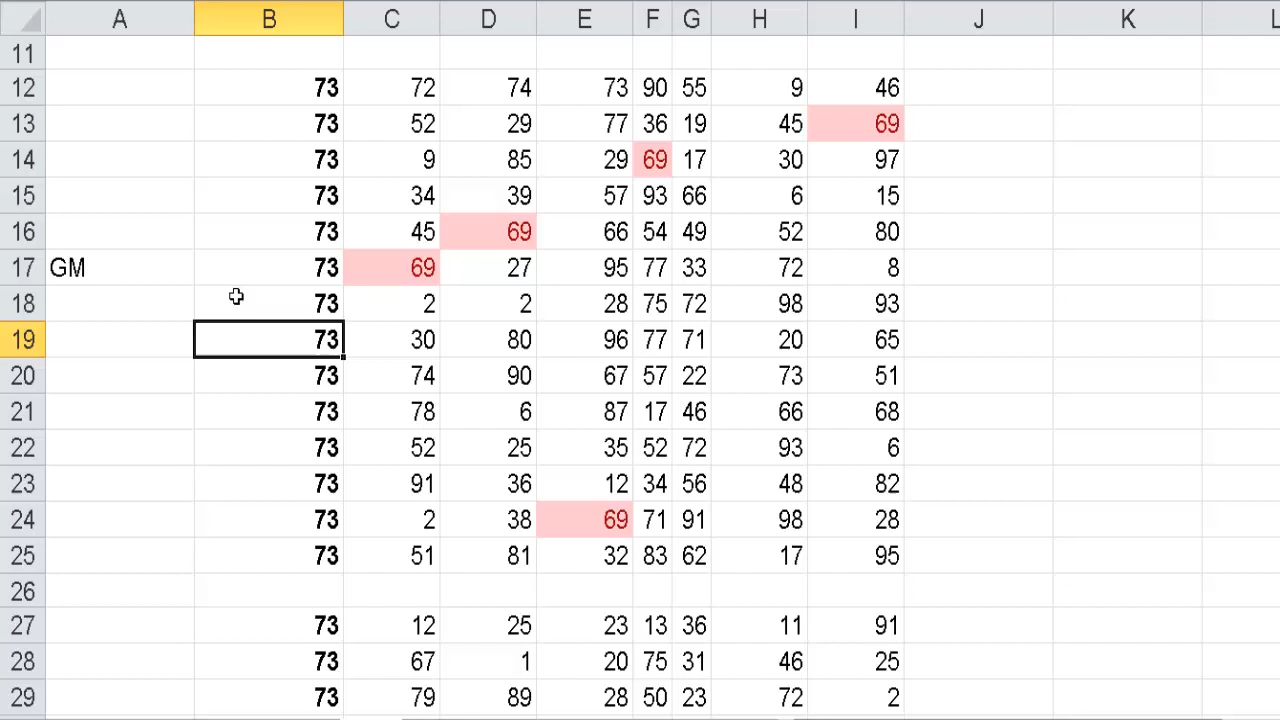 A B C D E F G H I J K L
11
12 73 72 74 73 90 55 9 46
13 73 52 29 77 36 19 45 69
14 73 9 85 29 69 17 30 97
15 73 34 39 57 93 66 6 15
16 73 45 69 66 54 49 52 80
17 GM 73 69 27 95 77 33 72 8
18 73 2 2 28 75 72 98 93
19 73 30 80 96 77 71 20 65
20 73 74 90 67 57 22 73 51
21 73 78 6 87 17 46 66 68
22 73 52 25 35 52 72 93 6
23 73 91 36 12 34 56 48 82
24 73 2 38 69 71 91 98 28
25 73 51 81 32 83 62 17 95
26
27 73 12 25 23 13 36 11 91
28 73 67 1 20 75 31 46 25
29 73 79 89 28 50 23 72 2